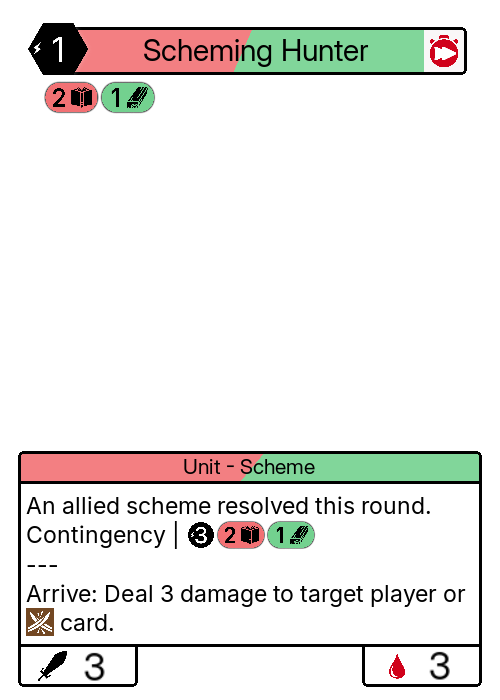 1 Scheming Hunter
2 1
Unit - Scheme
An allied scheme resolved this round.
Contingency | 3 2 1
---
Arrive: Deal 3 damage to target player or
card.
3 3